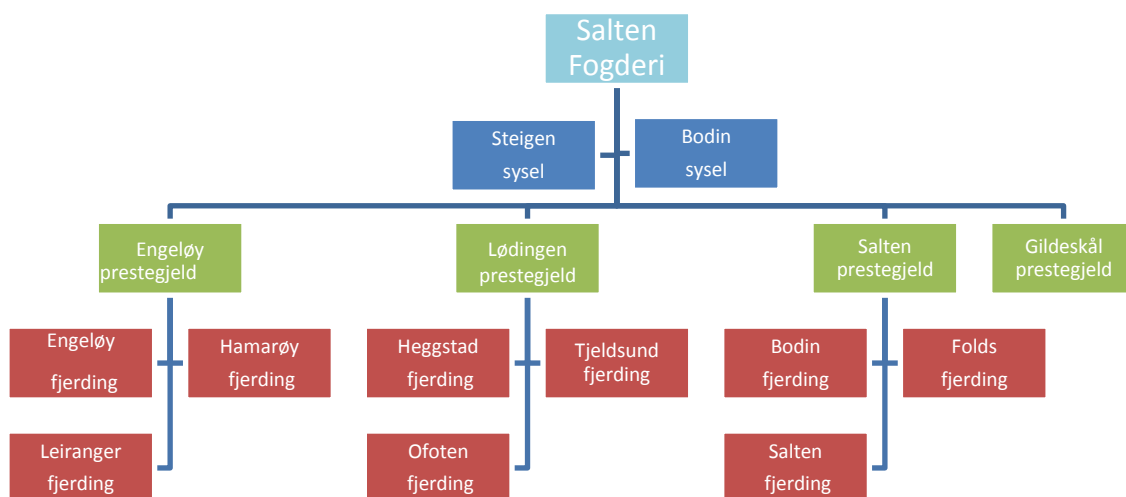 Salten
Fogderi
Steigen
sysel
Bodin
sysel
Engeløy
prestegjeld
Lødingen
prestegjeld
Salten
prestegjeld
Gildeskål
prestegjeld
Engeløy
fjerding
Hamarøy
fjerding
Heggstad
fjerding
Tjeldsund
fjerding
Bodin
fjerding
Folds
fjerding
Leiranger
fjerding
Ofoten
fjerding
Salten
fjerding